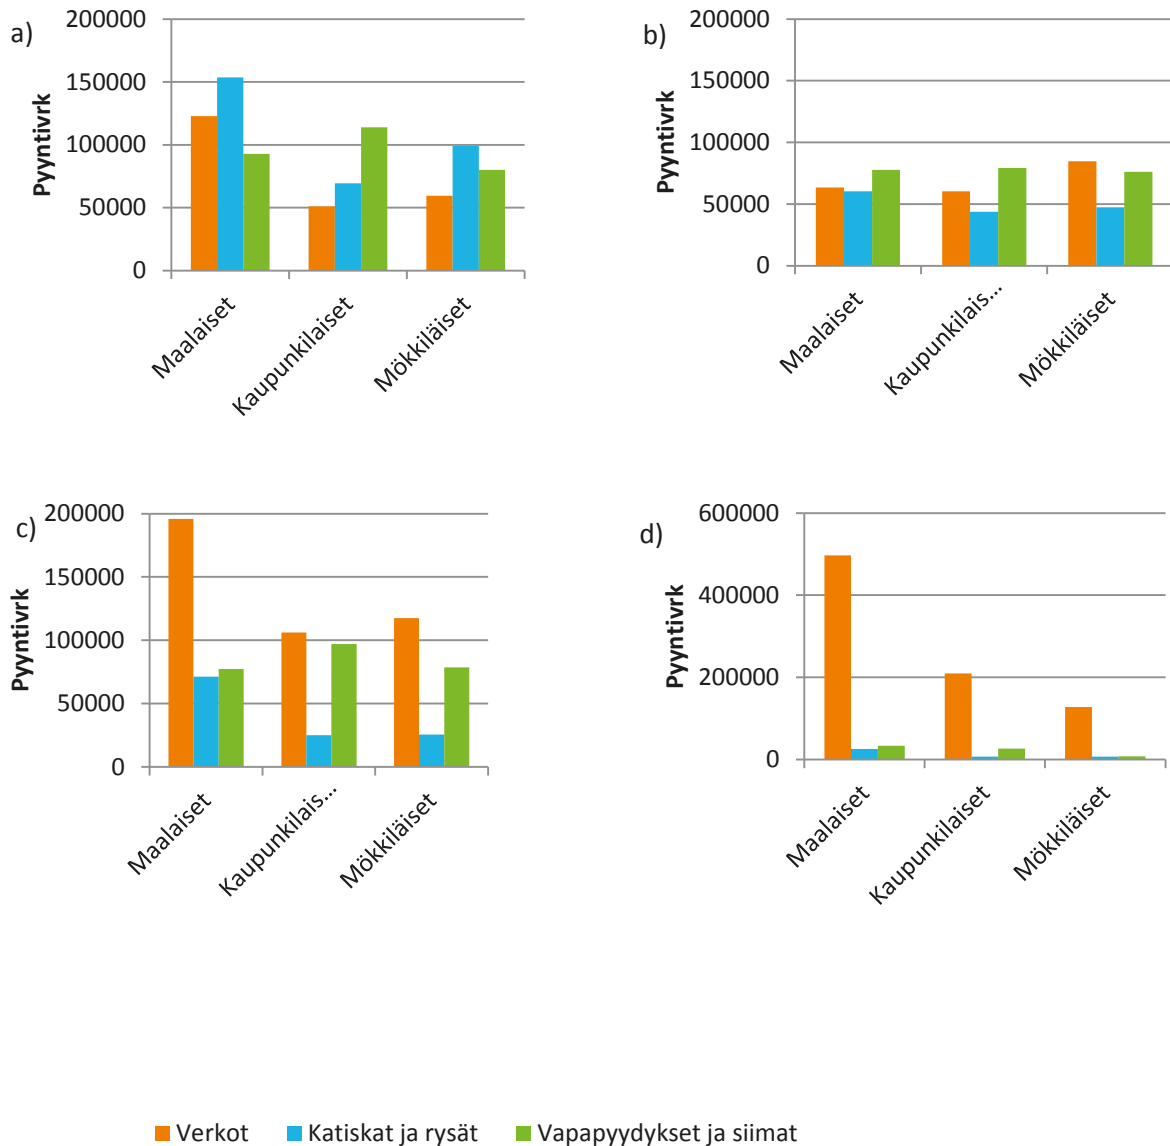 a)
Pyyntivrk
200000
150000
100000
50000
0
Maalaiset
Kaupunkilaiset
Mökkiläiset
b)
Pyyntivrk
200000
150000
100000
50000
0
Maalaiset
Kaupunkilais...
Mökkiläiset
c)
Pyyntivrk
200000
150000
100000
50000
0
Maalaiset
Kaupunkilais...
Mökkiläiset
d)
Pyyntivrk
600000
400000
200000
0
Maalaiset
Kaupunkilaiset
Mökkiläiset
Verkot Katiskat ja rysät Vapapyydykset ja siimat